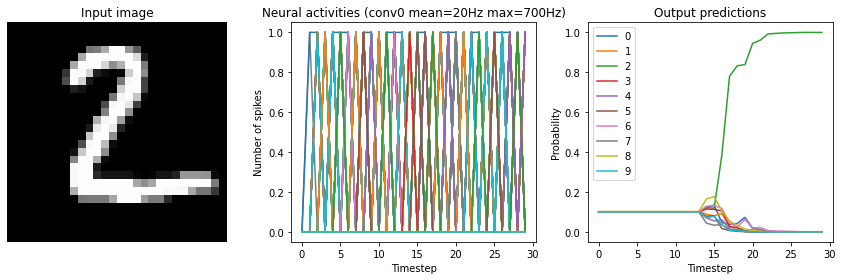 Input image
2
Neural activities (conv0 mean=20Hz max=700Hz)
Number of spikes
1.0
0.8
0.6
0.4
0.2
0.0
0 5 10 15 20 25 30
Timestep
Output predictions
Probability
1.0
0.8
0.6
0.4
0.2
0.0
0
1
2
3
4
5
6
7
8
9
0 5 10 15 20 25 30
Timestep